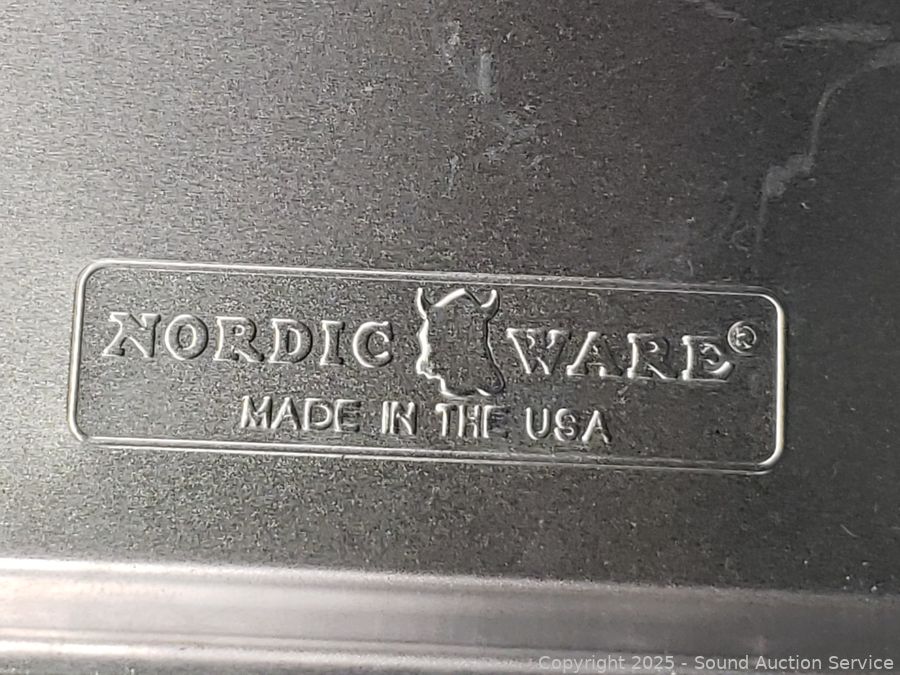 NORDIC WARE®
MADE IN THE USA
Copyright 2025 - Sound Auction Service